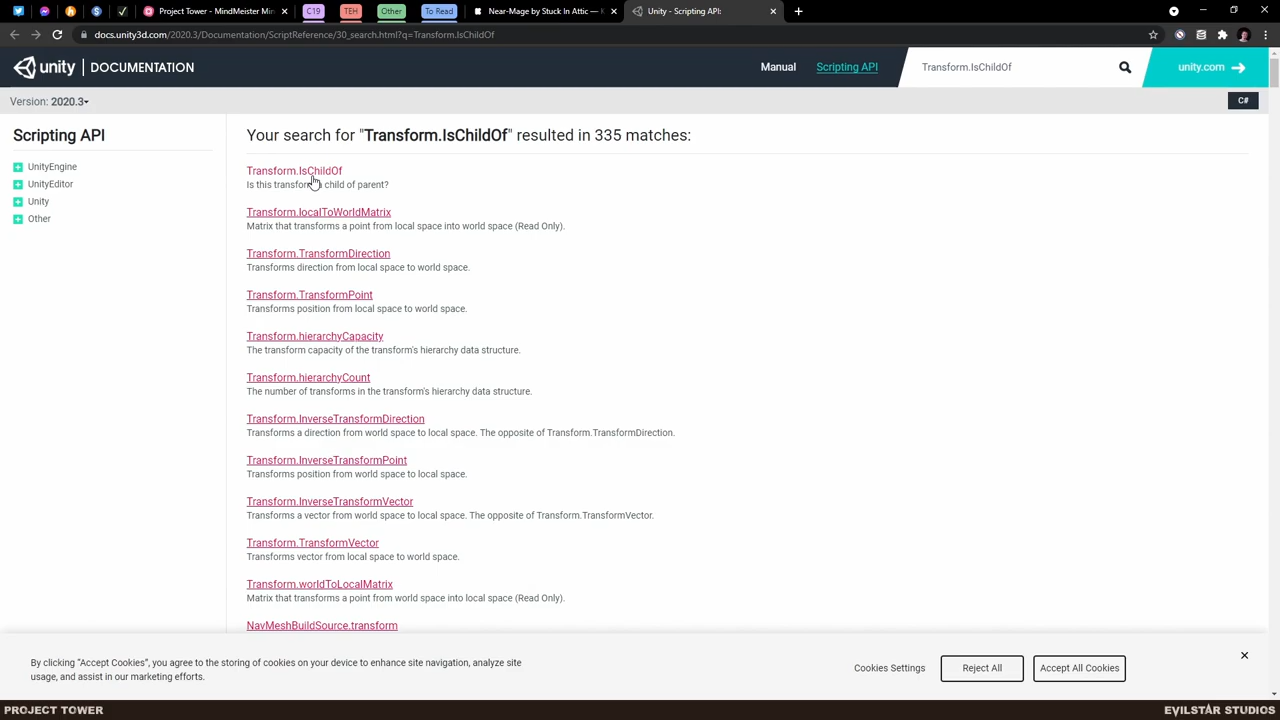 Project Tower - MindMeister Min
C19
TEH
Other
To Read
Near-Mage by Stuck In Attic — K
Unity - Scripting API:
docs.unity3d.com/2020.3/Documentation/ScriptReference/30_search.html?q=Transform.IsChildOf
unity | DOCUMENTATION
Manual
Scripting API
Transform.IsChildOf
unity.com
Version: 2020.3
C#
Scripting API
UnityEngine
UnityEditor
Unity
Other
Your search for "Transform.IsChildOf" resulted in 335 matches:
Transform.IsChildOf
Is this transform a child of parent?
Transform.localToWorldMatrix
Matrix that transforms a point from local space into world space (Read Only).
Transform.TransformDirection
Transforms direction from local space to world space.
Transform.TransformPoint
Transforms position from local space to world space.
Transform.hierarchyCapacity
The transform capacity of the transform's hierarchy data structure.
Transform.hierarchyCount
The number of transforms in the transform's hierarchy data structure.
Transform.InverseTransformDirection
Transforms a direction from world space to local space. The opposite of Transform.TransformDirection.
Transform.InverseTransformPoint
Transforms position from world space to local space.
Transform.InverseTransformVector
Transforms a vector from world space to local space. The opposite of Transform.TransformVector.
Transform.TransformVector
Transforms vector from local space to world space.
Transform.worldToLocalMatrix
Matrix that transforms a point from world space into local space (Read Only).
NavMeshBuildSource.transform
By clicking “Accept Cookies”, you agree to the storing of cookies on your device to enhance site navigation, analyze site
usage, and assist in our marketing efforts.
Cookies Settings
Reject All
Accept All Cookies
PROJECT TOWER
EVILSTAR STUDIOS